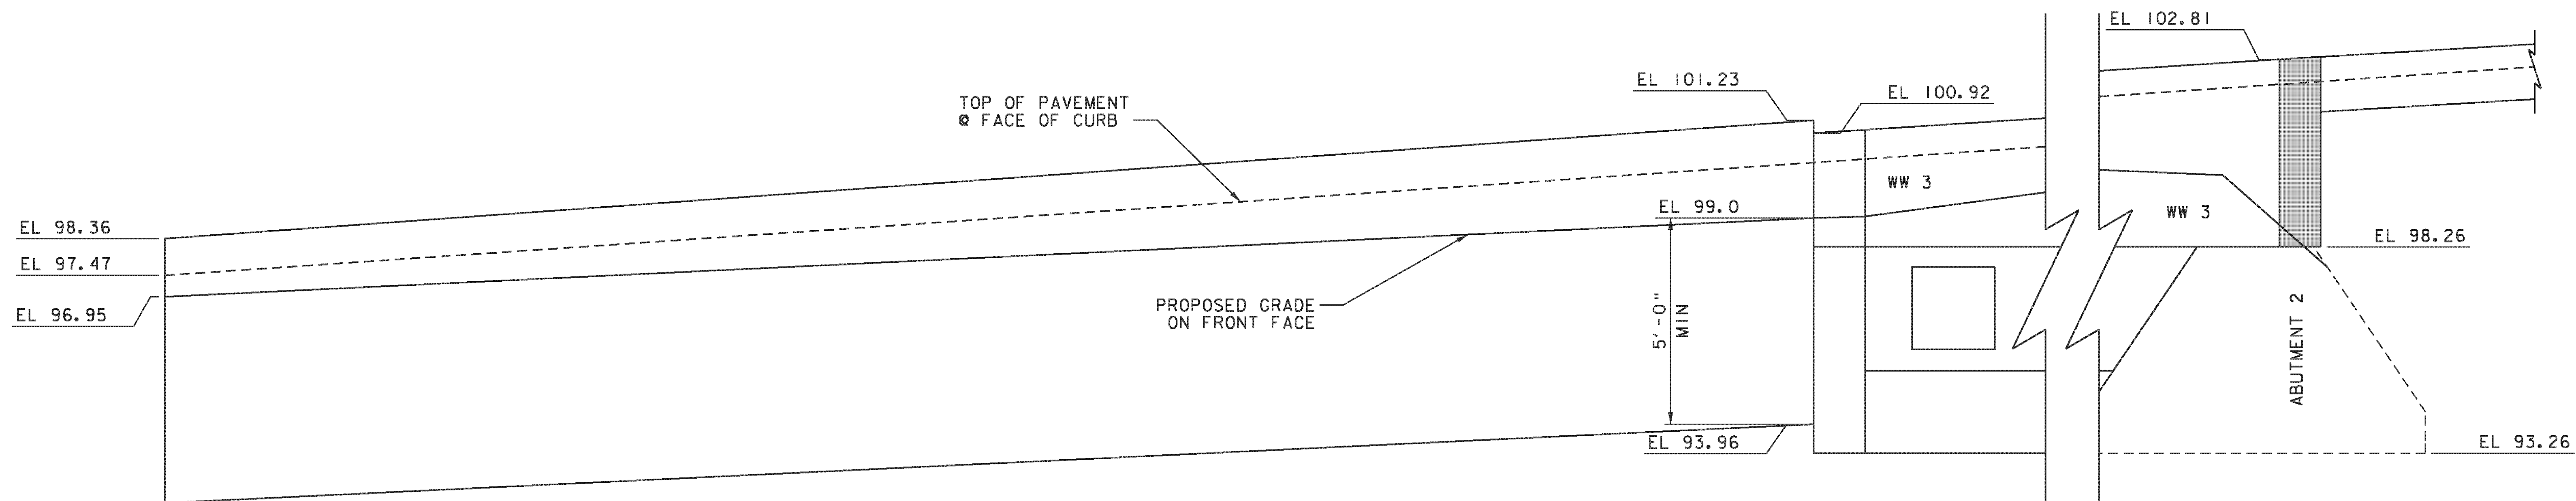 EL 102.81
EL 101.23
EL 100.92
TOP OF PAVEMENT
@ FACE OF CURB
WW 3
EL 99.0
WW 3
EL 98.36
EL 98.26
EL 97.47
EL 96.95
PROPOSED GRADE
ON FRONT FACE
5'-0"
MIN
ABUTMENT 2
EL 93.96
EL 93.26